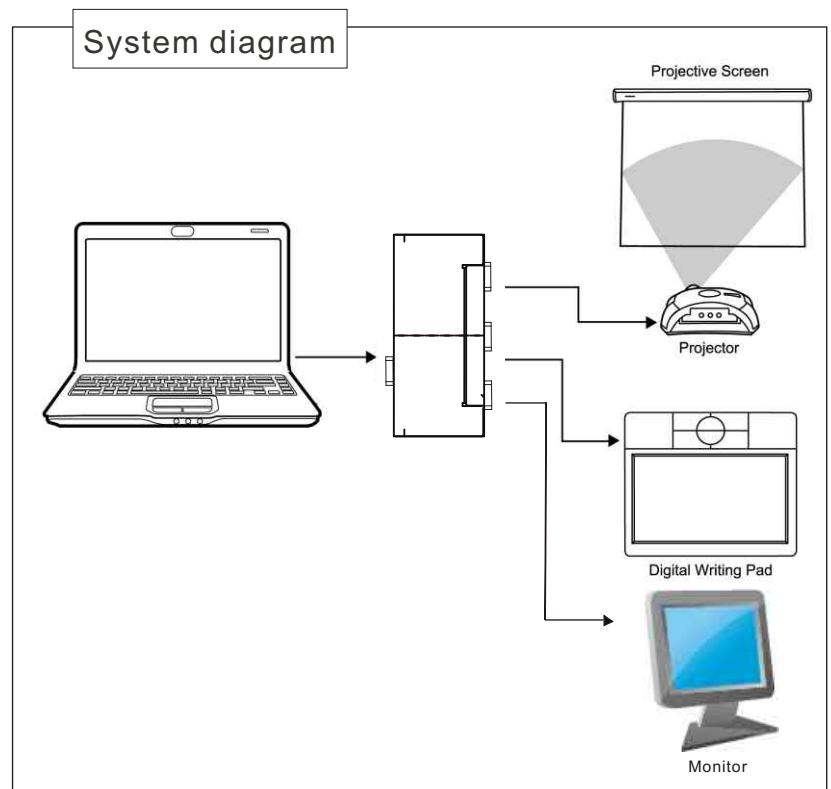 System diagram
Projective Screen
Projector
Digital Writing Pad
Monitor